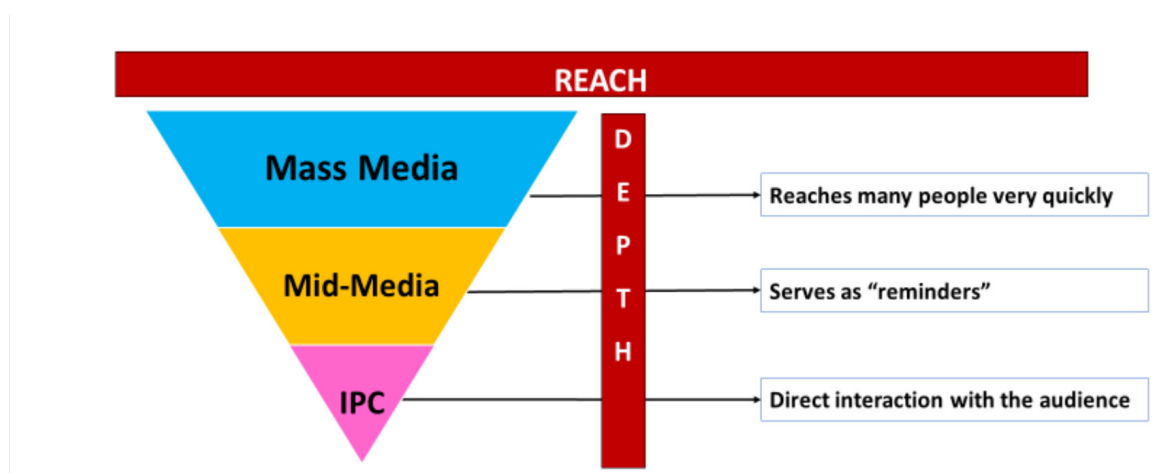 REACH
Mass Media
Mid-Media
IPC
D
E
P
T
H
Reaches many people very quickly
Serves as “reminders”
Direct interaction with the audience